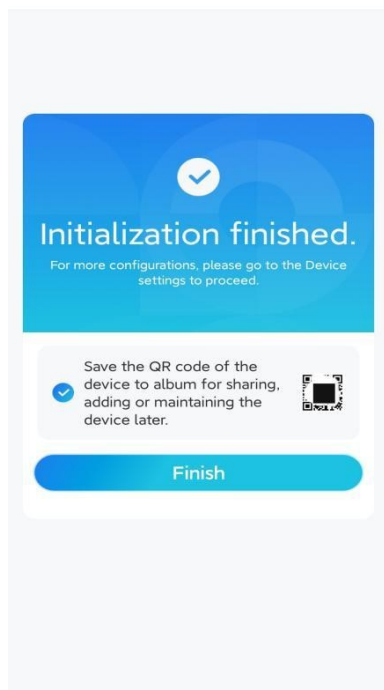 Initialization finished.
For more configurations, please go to the Device
settings to proceed.
Save the QR code of the
device to album for sharing,
adding or maintaining the
device later.
Finish